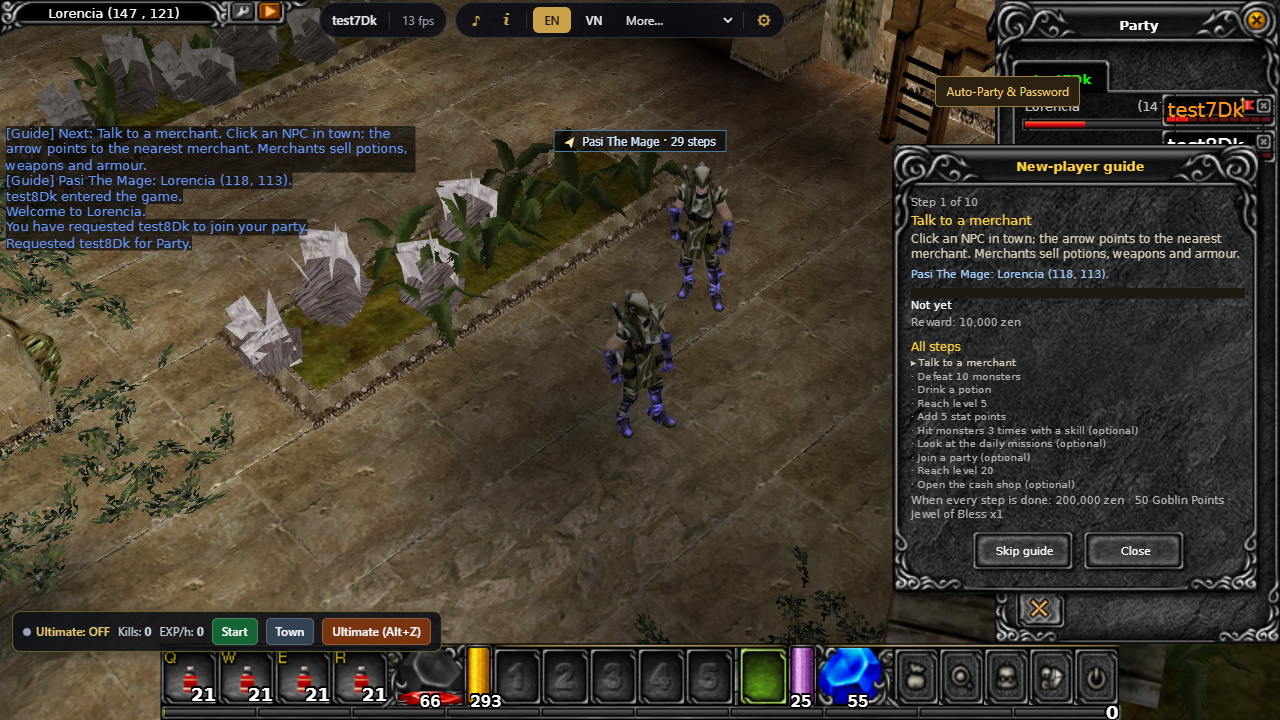 Lorencia (147 , 121)
test7Dk
13 fps
EN
VN
More...
Party
Auto-Party & Password
Lorencia
test7Dk
test8Dk
[Guide] Next: Talk to a merchant. Click an NPC in town; the
arrow points to the nearest merchant. Merchants sell potions,
weapons and armour.
[Guide] Pasi The Mage: Lorencia (118, 113).
test8Dk entered the game.
Welcome to Lorencia.
You have requested test8Dk to join your party.
Requested test8Dk for Party.
Pasi The Mage · 29 steps
New-player guide
Step 1 of 10
Talk to a merchant
Click an NPC in town; the arrow points to the nearest
merchant. Merchants sell potions, weapons and armour.
Pasi The Mage: Lorencia (118, 113).
Not yet
Reward: 10,000 zen
All steps
▸ Talk to a merchant
· Defeat 10 monsters
· Drink a potion
· Reach level 5
· Add 5 stat points
· Hit monsters 3 times with a skill (optional)
· Look at the daily missions (optional)
· Join a party (optional)
· Reach level 20
· Open the cash shop (optional)
When every step is done: 200,000 zen · 50 Goblin Points ·
Jewel of Bless x1
Skip guide
Close
Ultimate: OFF
Kills: 0
EXP/h: 0
Start
Town
Ultimate (Alt+Z)
Q
W
E
R
21
21
21
21
66
293
1
2
3
4
5
25
55
0